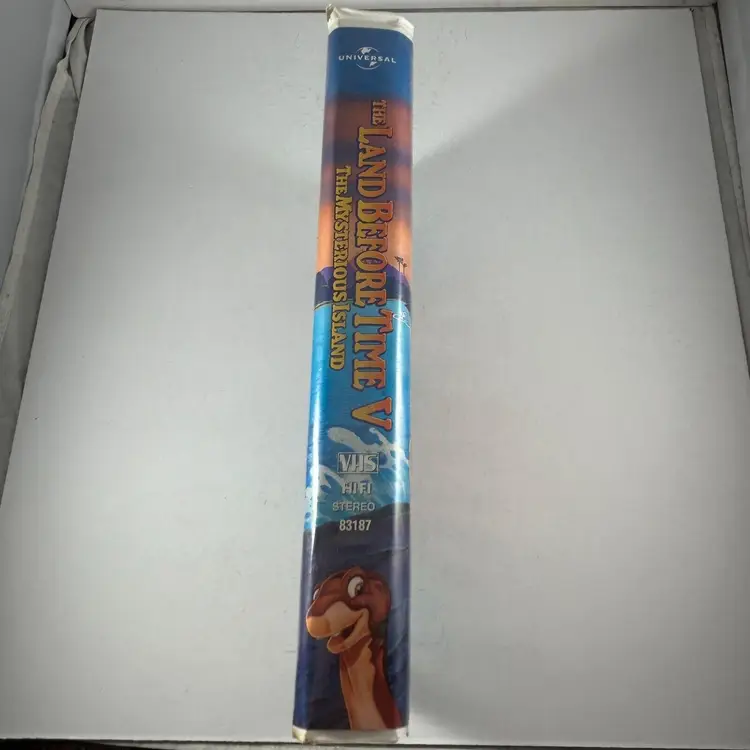 UNIVERSAL
THE LAND BEFORE TIME V
THE MYSTERIOUS ISLAND
VHS
HI FI
STEREO
83187